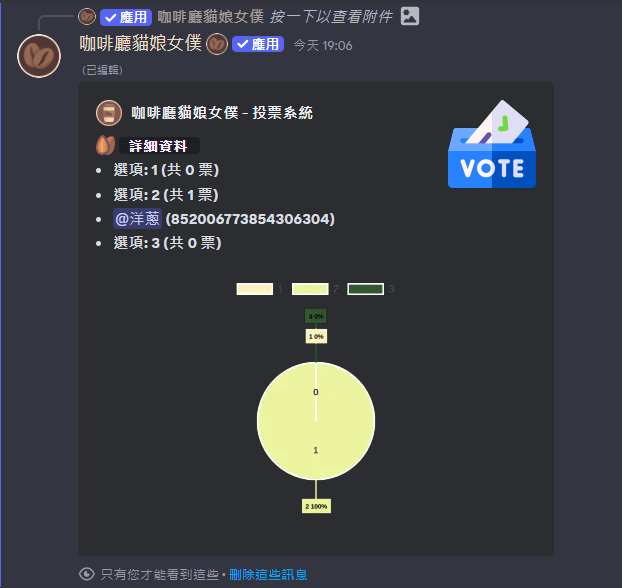 應用 咖啡廳貓娘女僕 按一下以查看附件
咖啡廳貓娘女僕 應用 今天 19:06
(已編輯)
咖啡廳貓娘女僕 - 投票系統
詳細資料
選項: 1 (共 0 票)
選項: 2 (共 1 票)
@洋蔥 (852006773854306304)
選項: 3 (共 0 票)
VOTE
1 2 3
3 0%
1 0%
0
1
2 100%
只有您才能看到這些 • 刪除這些訊息